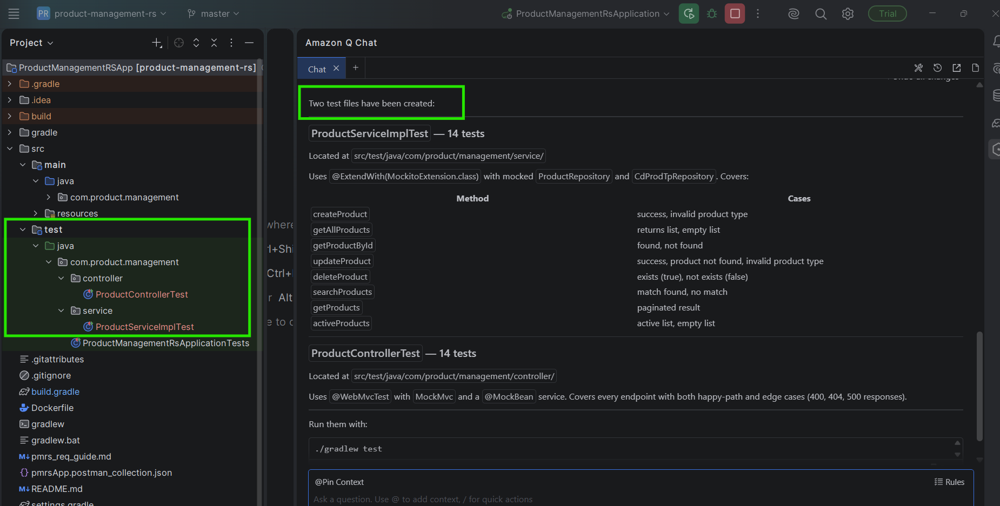 PR product-management-rs
master
ProductManagementRsApplication
Trial
Project
ProductManagementRSApp [product-management-rs]
.gradle
.idea
build
gradle
src
main
java
com.product.management
resources
test
java
com.product.management
controller
ProductControllerTest
service
ProductServiceImplTest
ProductManagementRsApplicationTests
.gitattributes
.gitignore
build.gradle
Dockerfile
gradlew
gradlew.bat
M↓ pmrs_req_guide.md
{} pmrsApp.postman_collection.json
M↓ README.md
settings.gradle
Ctrl+
Alt
e to
Amazon Q Chat
Chat
Two test files have been created:
ProductServiceImplTest — 14 tests
Located at src/test/java/com/product/management/service/
Uses @ExtendWith(MockitoExtension.class) with mocked ProductRepository and CdProdTpRepository. Covers:
Method Cases
createProduct success, invalid product type
getAllProducts returns list, empty list
getProductById found, not found
updateProduct success, product not found, invalid product type
deleteProduct exists (true), not exists (false)
searchProducts match found, no match
getProducts paginated result
activeProducts active list, empty list
ProductControllerTest — 14 tests
Located at src/test/java/com/product/management/controller/
Uses @WebMvcTest with MockMvc and a @MockBean service. Covers every endpoint with both happy-path and edge cases (400, 404, 500 responses).
Run them with:
./gradlew test
@Pin Context
Rules
Ask a question. Use @ to add context, / for quick actions